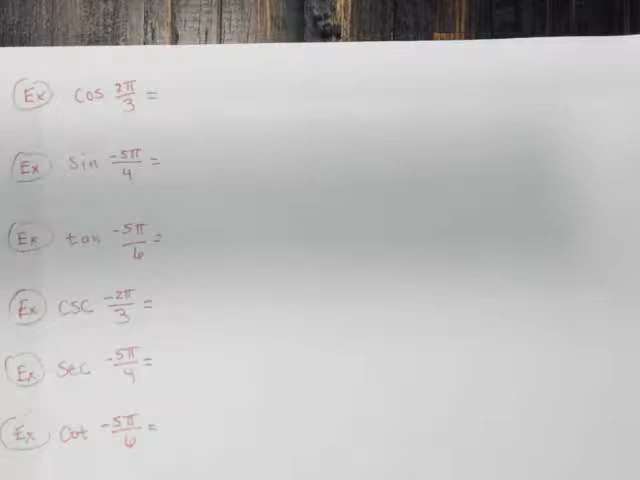 Ex cos 2π/3 =
Ex sin -5π/4 =
Ex tan -5π/6 =
Ex csc -2π/3 =
Ex sec -5π/4 =
Ex cot -5π/6 =